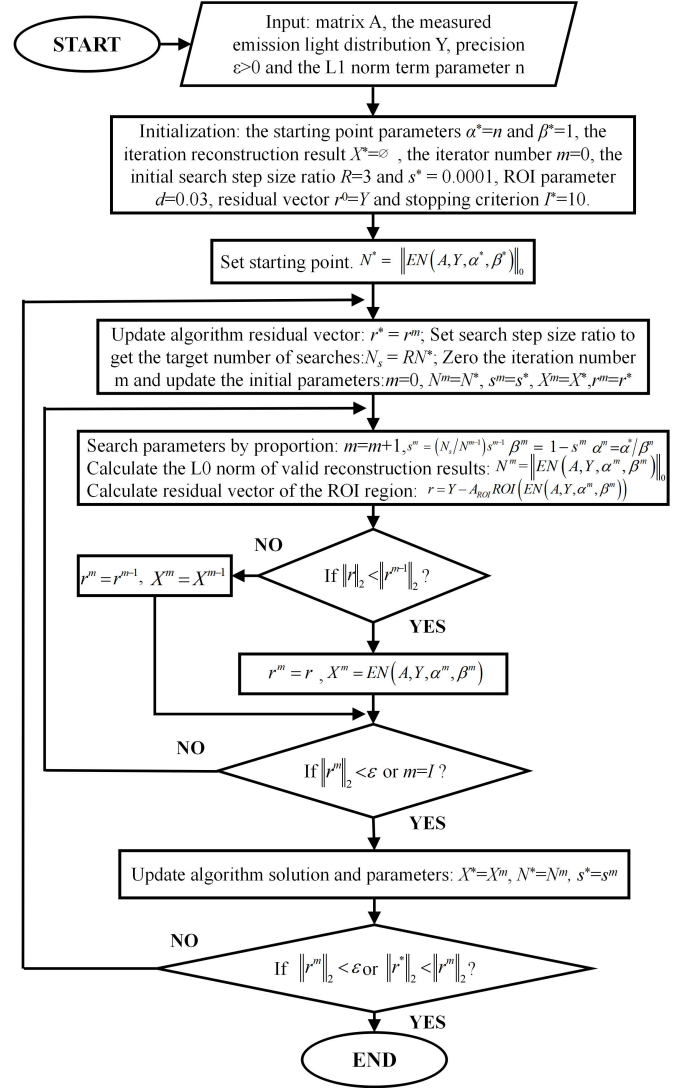 START
Input: matrix A, the measured
emission light distribution Y, precision
ε>0 and the L1 norm term parameter n
Initialization: the starting point parameters α*=n and β*=1, the
iteration reconstruction result X*=∅ , the iterator number m=0, the
initial search step size ratio R=3 and s* = 0.0001, ROI parameter
d=0.03, residual vector r⁰=Y and stopping criterion I*=10.
Set starting point. N* = ‖EN(A,Y,α*,β*)‖₀
Update algorithm residual vector: r* = rᵐ; Set search step size ratio to
get the target number of searches:Nₛ = RN*; Zero the iteration number
m and update the initial parameters:m=0, Nᵐ=N*, sᵐ=s*, Xᵐ=X*,rᵐ=r*
Search parameters by proportion: m=m+1,sᵐ = (Nₛ/Nᵐ⁻¹)sᵐ⁻¹ βᵐ = 1−sᵐ αᵐ=α*/βᵐ
Calculate the L0 norm of valid reconstruction results: Nᵐ=‖EN(A,Y,αᵐ,βᵐ)‖₀
Calculate residual vector of the ROI region: r=Y−A_ROI ROI(EN(A,Y,αᵐ,βᵐ))
NO
If ‖r‖₂<‖rᵐ⁻¹‖₂ ?
rᵐ=rᵐ⁻¹, Xᵐ=Xᵐ⁻¹
YES
rᵐ=r , Xᵐ=EN(A,Y,αᵐ,βᵐ)
NO
If ‖rᵐ‖₂<ε or m=I ?
YES
Update algorithm solution and parameters: X*=Xᵐ, N*=Nᵐ, s*=sᵐ
NO
If ‖rᵐ‖₂<ε or ‖r*‖₂<‖rᵐ‖₂?
YES
END